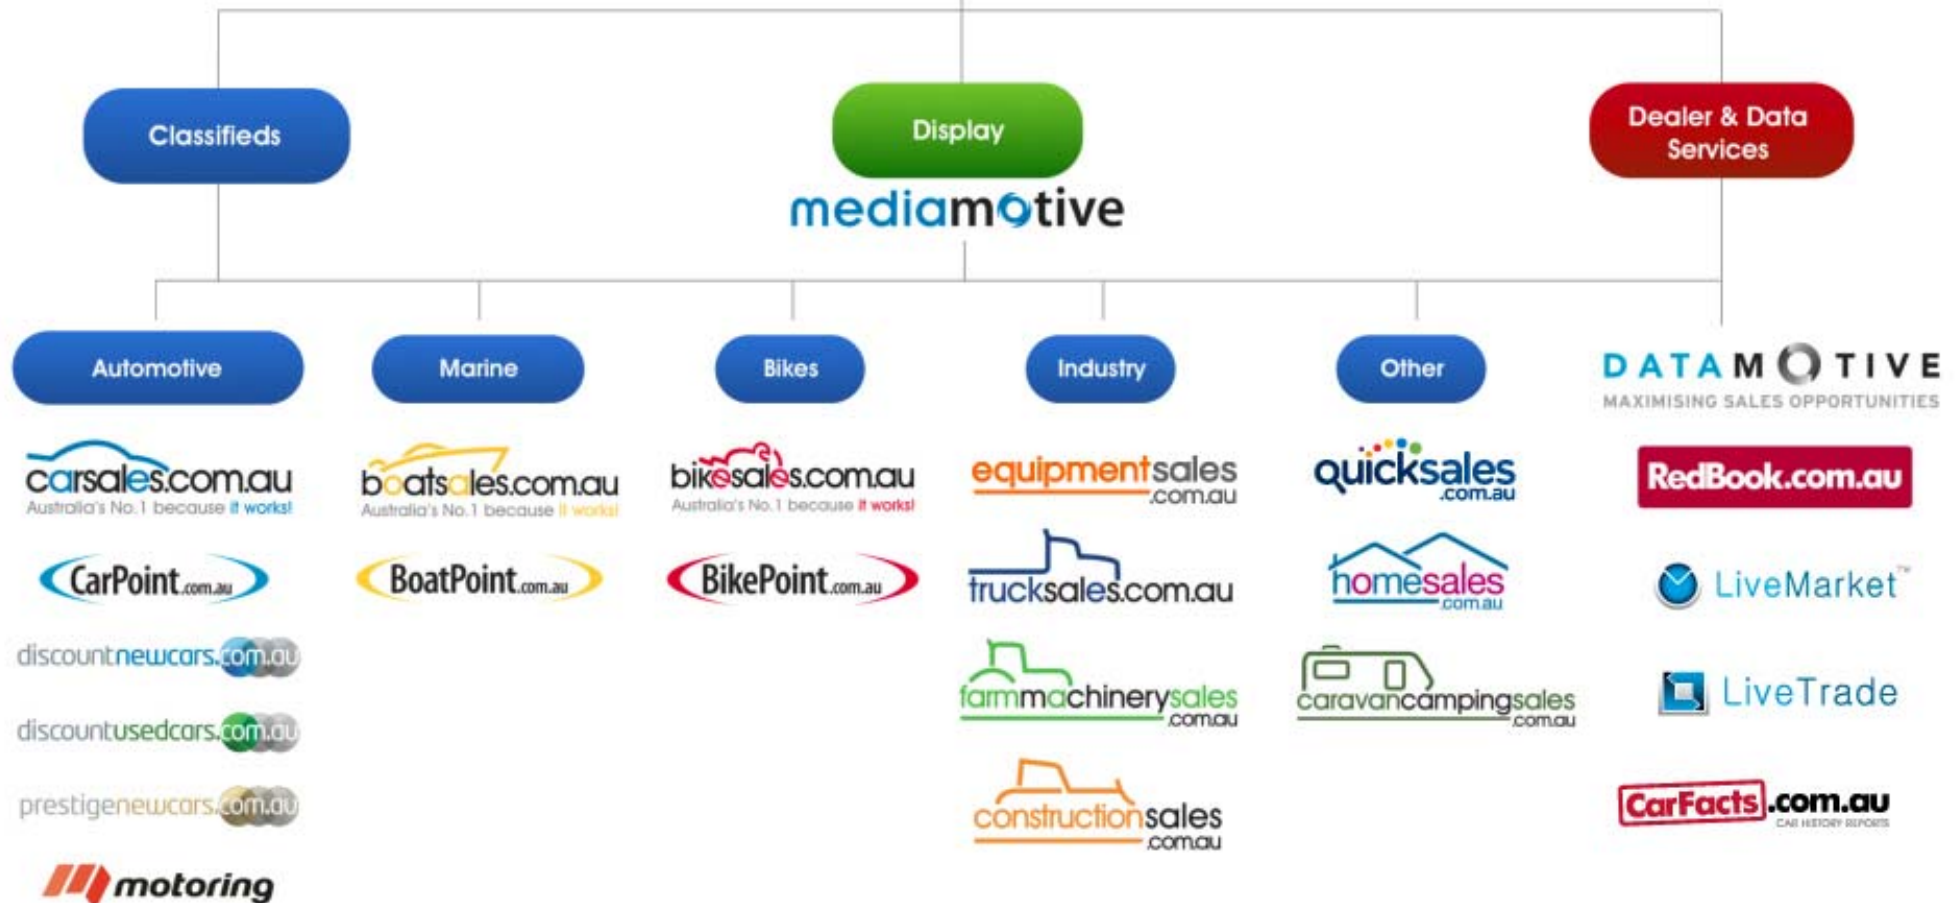 Classifieds
Display
Dealer & Data
Services
mediamotive
Automotive
Marine
Bikes
Industry
Other
DATAMOTIVE
MAXIMISING SALES OPPORTUNITIES
carsales.com.au
Australia's No.1 because it works!
CarPoint.com.au
discountnewcars.com.au
discountusedcars.com.au
prestigenewcars.com.au
motoring
boatsales.com.au
Australia's No.1 because it works!
BoatPoint.com.au
bikesales.com.au
Australia's No.1 because it works!
BikePoint.com.au
equipmentsales
.com.au
trucksales.com.au
farmmachinerysales
.com.au
constructionsales
.com.au
quicksales
.com.au
homesales
.com.au
caravancampingsales
.com.au
RedBook.com.au
LiveMarket™
LiveTrade
CarFacts.com.au
CAR HISTORY REPORTS